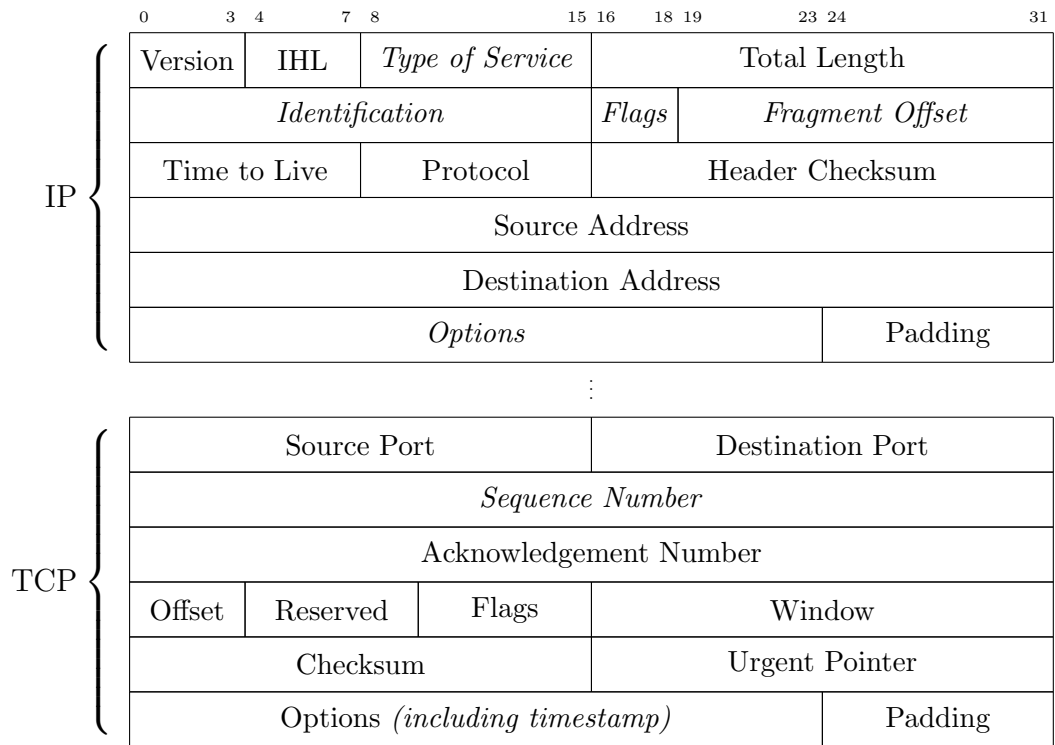 0 3 4 7 8 15 16 18 19 23 24 31
Version IHL Type of Service Total Length
Identification Flags Fragment Offset
Time to Live Protocol Header Checksum
IP
Source Address
Destination Address
Options Padding
⋮
Source Port Destination Port
Sequence Number
Acknowledgement Number
TCP
Offset Reserved Flags Window
Checksum Urgent Pointer
Options (including timestamp) Padding